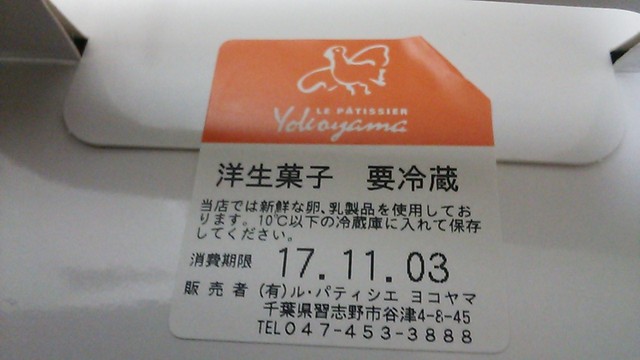 LE PÂTISSIER
Yokoyama
洋生菓子 要冷蔵
当店では新鮮な卵、乳製品を使用してお
ります。10℃以下の冷蔵庫に入れて保存
してください。
消費期限 17.11.03
販売者 (有)ル・パティシエ ヨコヤマ
千葉県習志野市谷津4-8-45
TEL047-453-3888